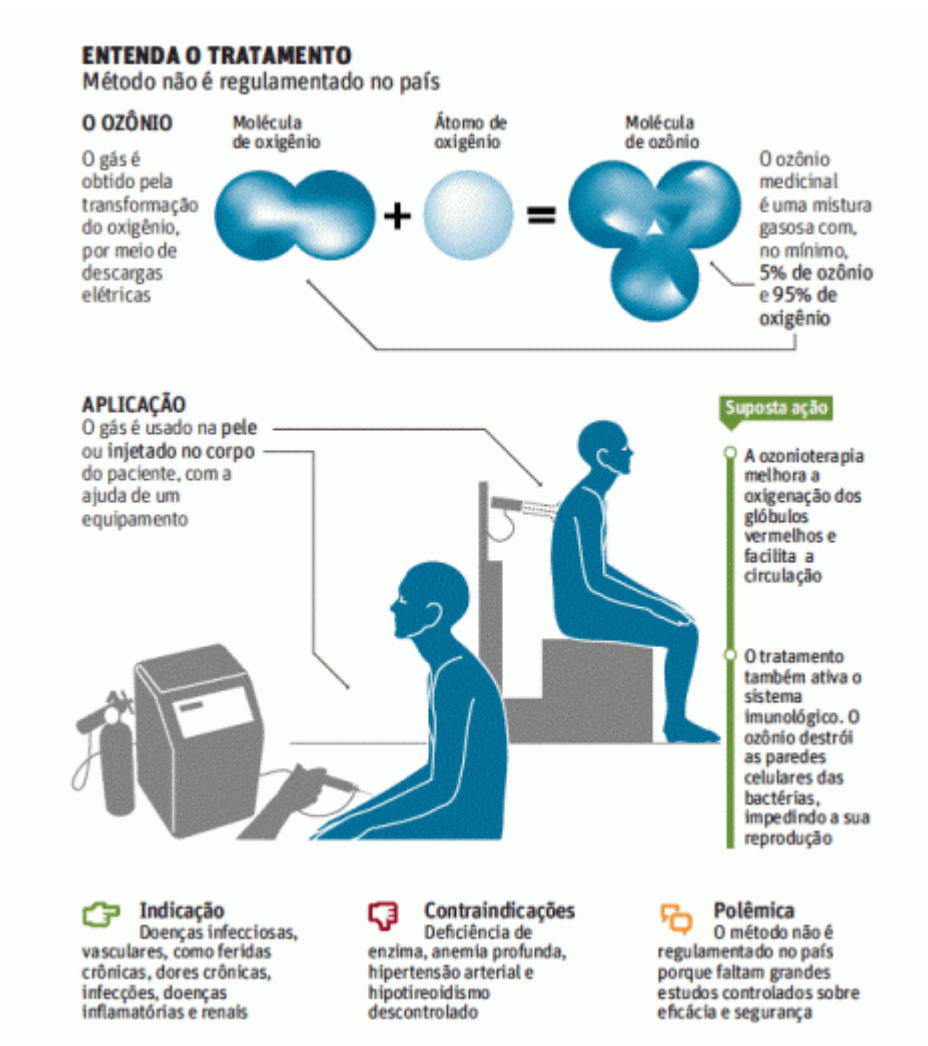 ENTENDA O TRATAMENTO
Método não é regulamentado no país
O OZÔNIO
O gás é
obtido pela
transformação
do oxigênio,
por meio de
descargas
elétricas
Molécula
de oxigênio
+
Átomo de
oxigênio
=
Molécula
de ozônio
O ozônio
medicinal
é uma mistura
gasosa com,
no mínimo,
5% de ozônio
e 95% de
oxigênio
APLICAÇÃO
O gás é usado na pele
ou injetado no corpo
do paciente, com a
ajuda de um
equipamento
Suposta ação
A ozonioterapia
melhora a
oxigenação dos
glóbulos
vermelhos e
facilita a
circulação
O tratamento
também ativa o
sistema
imunológico. O
ozônio destrói
as paredes
celulares das
bactérias,
impedindo a sua
reprodução
Indicação
Doenças infecciosas,
vasculares, como feridas
crônicas, dores crônicas,
infecções, doenças
inflamatórias e renais
Contraindicações
Deficiência de
enzima, anemia profunda,
hipertensão arterial e
hipotireoidismo
descontrolado
Polêmica
O método não é
regulamentado no país
porque faltam grandes
estudos controlados sobre
eficácia e segurança